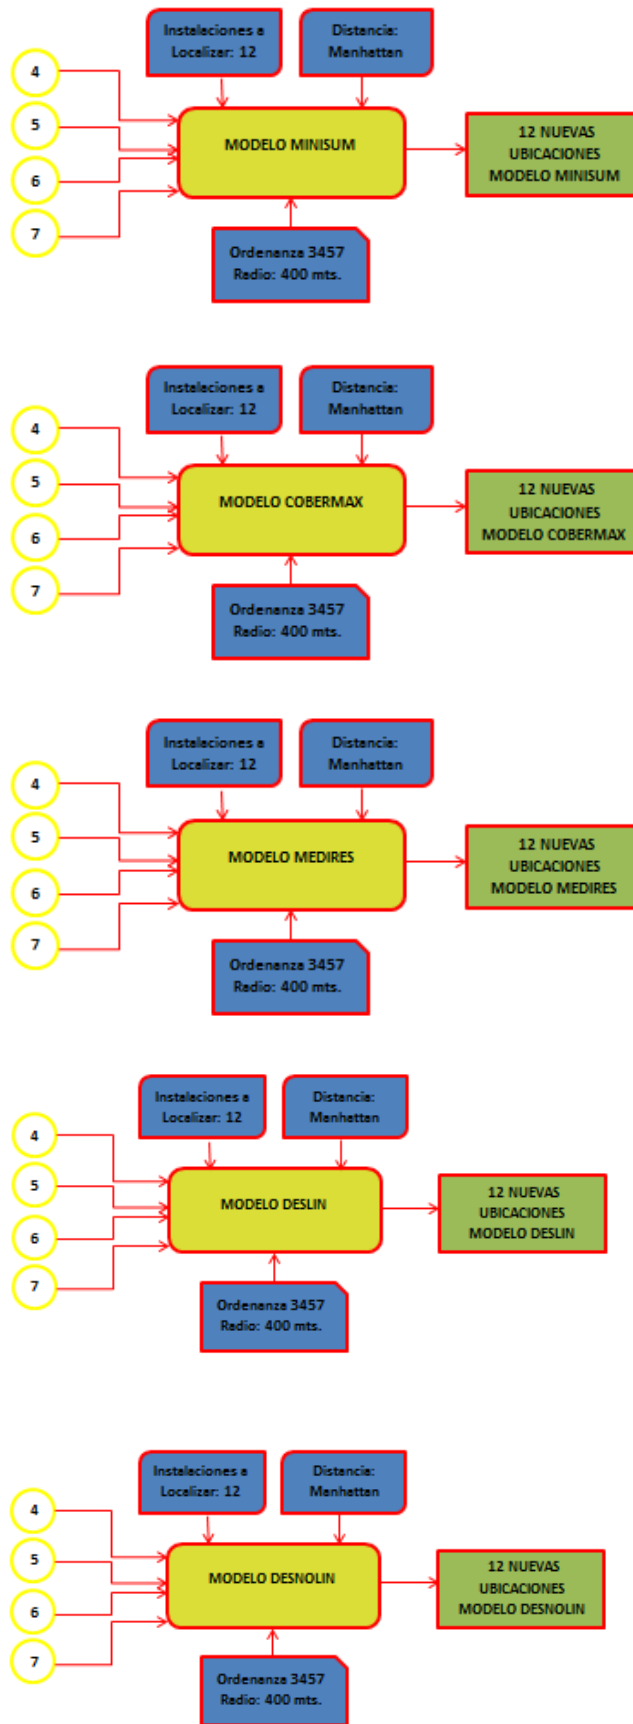 Instalaciones a
Localizar: 12
Distancia:
Manhattan
4
5
6
7
MODELO MINISUM
12 NUEVAS
UBICACIONES
MODELO MINISUM
Ordenanza 3457
Radio: 400 mts.
Instalaciones a
Localizar: 12
Distancia:
Manhattan
4
5
6
7
MODELO COBERMAX
12 NUEVAS
UBICACIONES
MODELO COBERMAX
Ordenanza 3457
Radio: 400 mts.
Instalaciones a
Localizar: 12
Distancia:
Manhattan
4
5
6
7
MODELO MEDIRES
12 NUEVAS
UBICACIONES
MODELO MEDIRES
Ordenanza 3457
Radio: 400 mts.
Instalaciones a
Localizar: 12
Distancia:
Manhattan
4
5
6
7
MODELO DESLIN
12 NUEVAS
UBICACIONES
MODELO DESLIN
Ordenanza 3457
Radio: 400 mts.
Instalaciones a
Localizar: 12
Distancia:
Manhattan
4
5
6
7
MODELO DESNOLIN
12 NUEVAS
UBICACIONES
MODELO DESNOLIN
Ordenanza 3457
Radio: 400 mts.